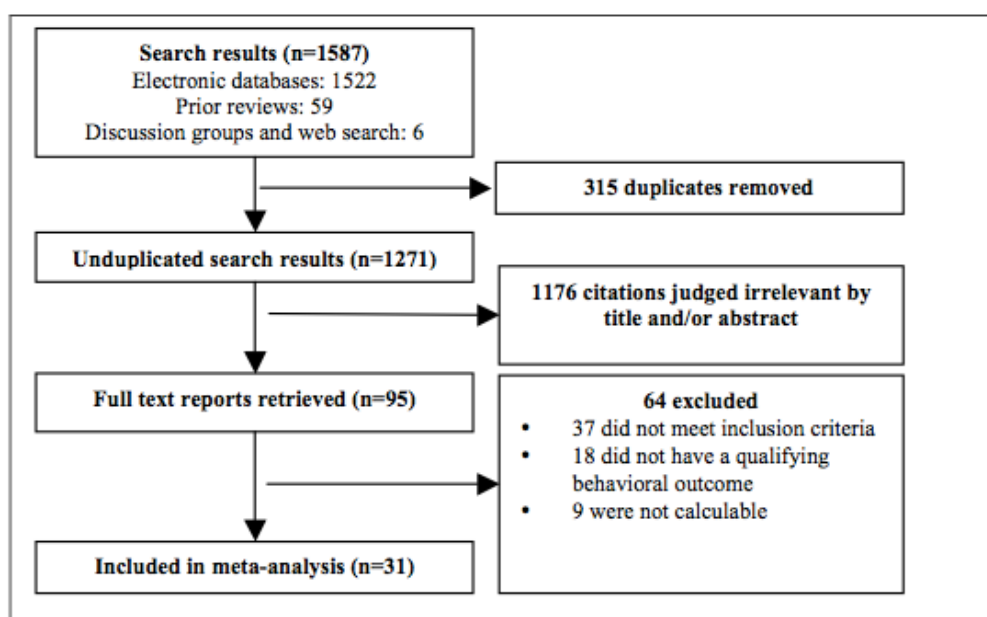 Search results (n=1587)
Electronic databases: 1522
Prior reviews: 59
Discussion groups and web search: 6
315 duplicates removed
Unduplicated search results (n=1271)
1176 citations judged irrelevant by
title and/or abstract
Full text reports retrieved (n=95)
64 excluded
• 37 did not meet inclusion criteria
• 18 did not have a qualifying
behavioral outcome
• 9 were not calculable
Included in meta-analysis (n=31)